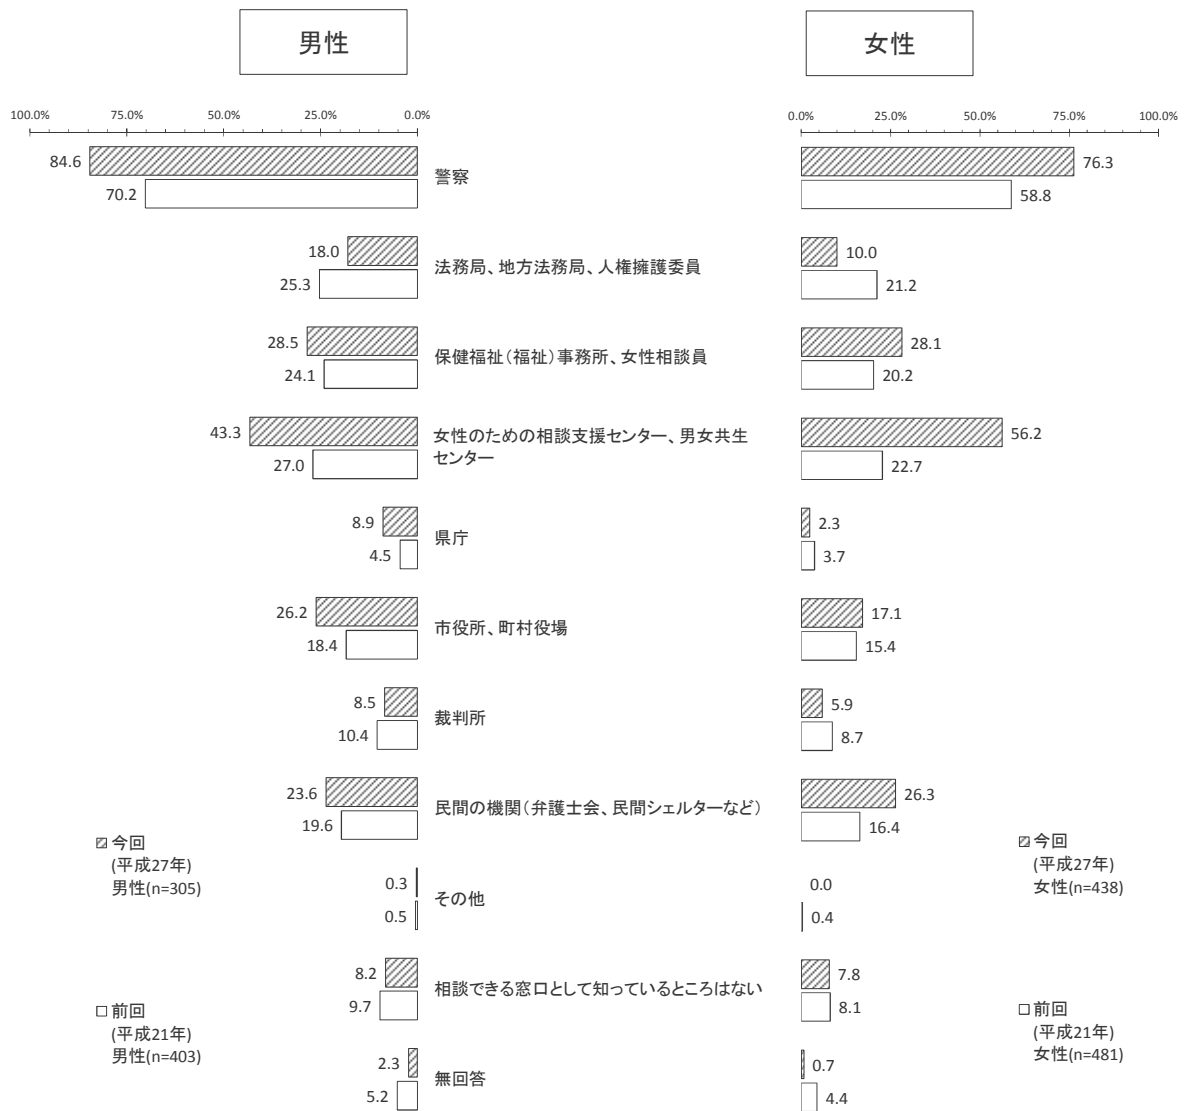 男性
女性
100.0% 75.0% 50.0% 25.0% 0.0%
0.0% 25.0% 50.0% 75.0% 100.0%
84.6 警察 76.3
70.2 58.8
18.0 法務局、地方法務局、人権擁護委員 10.0
25.3 21.2
28.5 保健福祉（福祉）事務所、女性相談員 28.1
24.1 20.2
43.3 女性のための相談支援センター、男女共生 56.2
27.0 センター 22.7
8.9 県庁 2.3
4.5 3.7
26.2 市役所、町村役場 17.1
18.4 15.4
8.5 裁判所 5.9
10.4 8.7
23.6 民間の機関（弁護士会、民間シェルターなど） 26.3
19.6 16.4
0.3 その他 0.0
0.5 0.4
8.2 相談できる窓口として知っているところはない 7.8
9.7 8.1
2.3 無回答 0.7
5.2 4.4
今回
(平成27年)
男性(n=305)
前回
(平成21年)
男性(n=403)
今回
(平成27年)
女性(n=438)
前回
(平成21年)
女性(n=481)